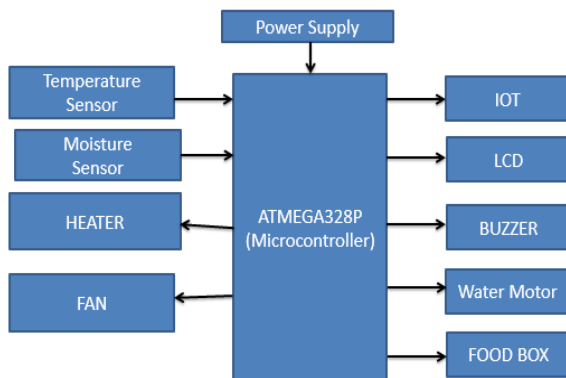 Power Supply
Temperature
Sensor
Moisture
Sensor
HEATER
FAN
ATMEGA328P
(Microcontroller)
IOT
LCD
BUZZER
Water Motor
FOOD BOX